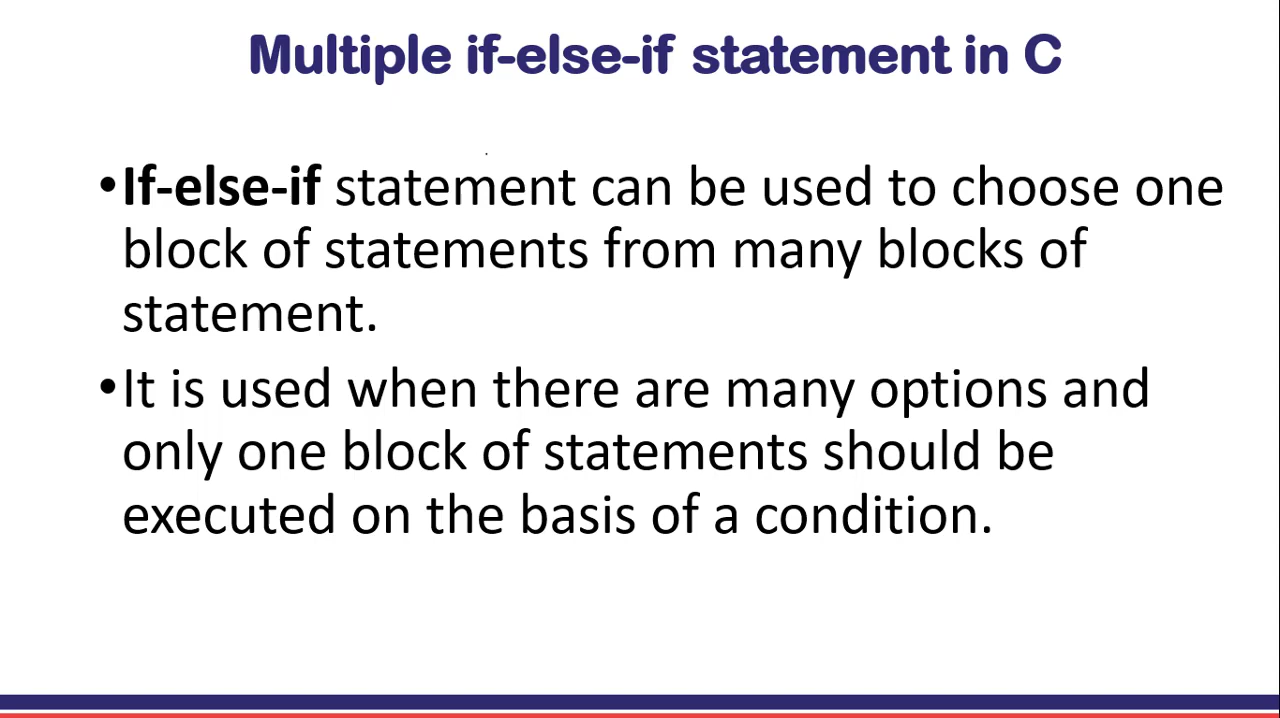 Multiple if-else-if statement in C
•If-else-if statement can be used to choose one
block of statements from many blocks of
statement.
•It is used when there are many options and
only one block of statements should be
executed on the basis of a condition.